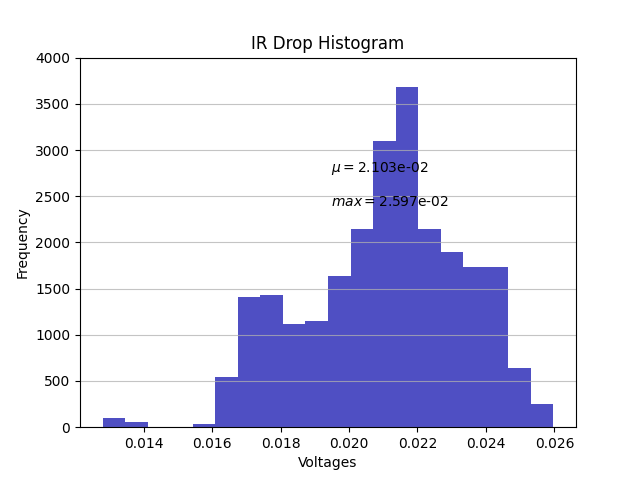 IR Drop Histogram
4000
3500
3000
2500
2000
1500
1000
500
0
Frequency
μ = 2.103e-02
max = 2.597e-02
0.014 0.016 0.018 0.020 0.022 0.024 0.026
Voltages